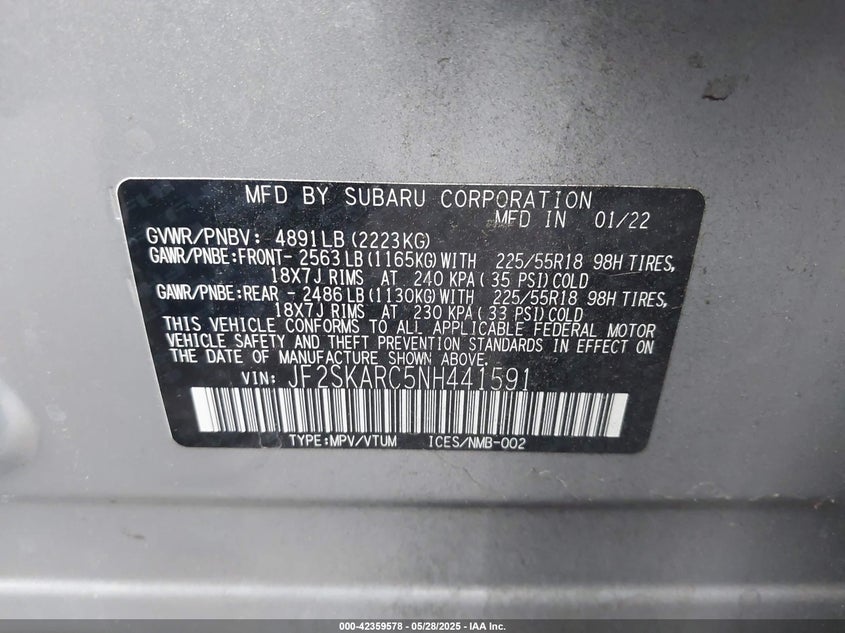 MFD BY SUBARU CORPORATION
MFD IN 01/22
GVWR/PNBV: 4891LB(2223KG)
GAWR/PNBE:FRONT- 2563LB(1165KG)WITH 225/55R18 98H TIRES,
18X7J RIMS AT 240 KPA( 35 PSI)COLD
GAWR/PNBE:REAR - 2486LB(1130KG)WITH 225/55R18 98H TIRES,
18X7J RIMS AT 230 KPA( 33 PSI)COLD
THIS VEHICLE CONFORMS TO ALL APPLICABLE FEDERAL MOTOR
VEHICLE SAFETY AND THEFT PREVENTION STANDARDS IN EFFECT ON
THE DATE OF MANUFACTURE SHOWN ABOVE.
VIN: JF2SKARC5NH441591
TYPE:MPV/VTUM ICES/NMB-002
000-42359578 - 05/28/2025 - IAA Inc.